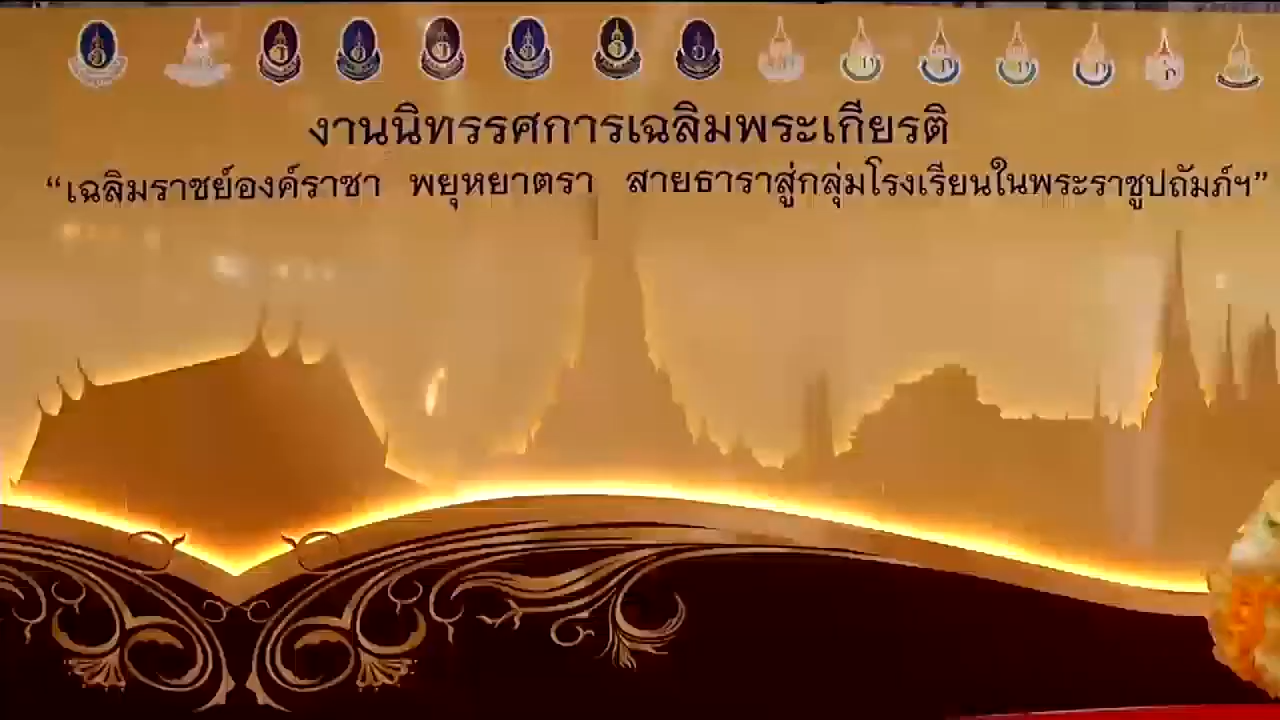 งานนิทรรศการเฉลิมพระเกียรติ
“เฉลิมราชย์องค์ราชา พยุหยาตรา สายธาราสู่กลุ่มโรงเรียนในพระราชูปถัมภ์ฯ”